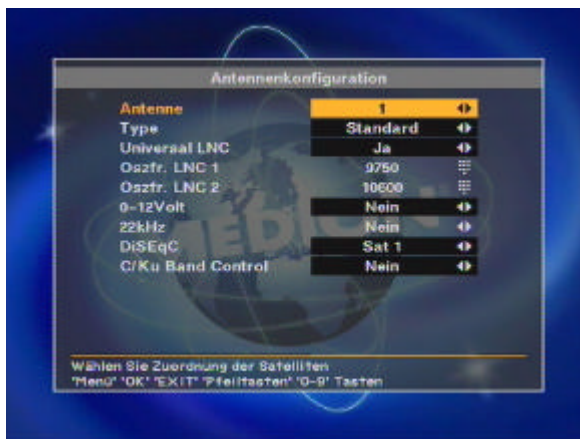 Antennenkonfiguration
Antenne 1
Type Standard
Universal LNC Ja
Oszfr. LNC 1 9750
Oszfr. LNC 2 10600
0-12Volt Nein
22kHz Nein
DiSEqC Sat 1
C/Ku Band Control Nein
MEDION
Wählen Sie Zuordnung der Satelliten
'Menü' 'OK' 'EXIT' 'Pfeiltasten' '0-9' Tasten